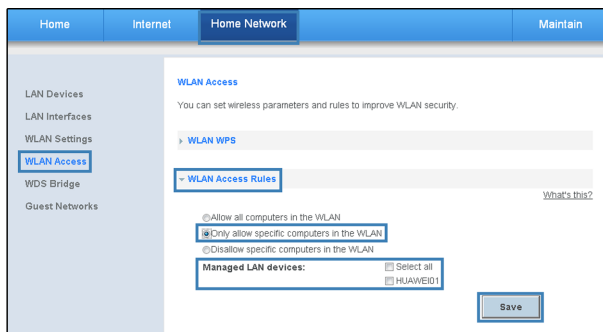 Home Internet Home Network Maintain
WLAN Access
LAN Devices
You can set wireless parameters and rules to improve WLAN security.
LAN Interfaces
WLAN Settings
WLAN WPS
WLAN Access
WLAN Access Rules
WDS Bridge
What's this?
Guest Networks
Allow all computers in the WLAN
Only allow specific computers in the WLAN
Disallow specific computers in the WLAN
Managed LAN devices: Select all
HUAWEI01
Save